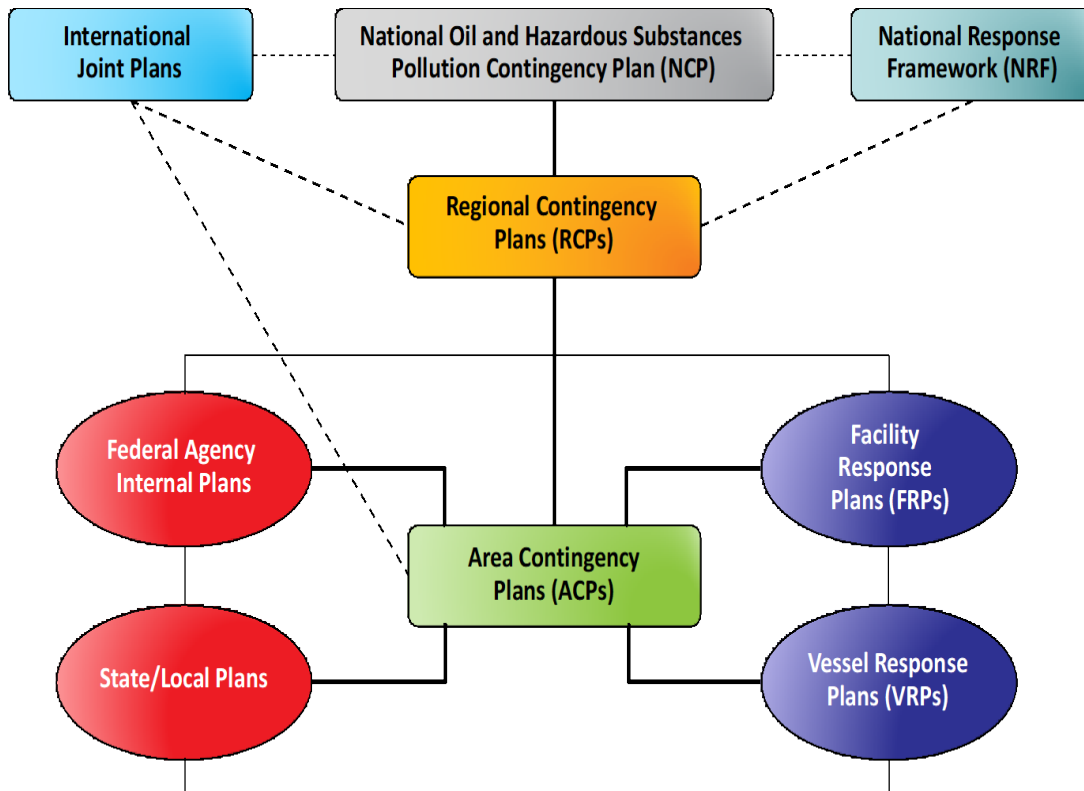 International
Joint Plans
National Oil and Hazardous Substances
Pollution Contingency Plan (NCP)
National Response
Framework (NRF)
Regional Contingency
Plans (RCPs)
Federal Agency
Internal Plans
Facility
Response
Plans (FRPs)
Area Contingency
Plans (ACPs)
State/Local Plans
Vessel Response
Plans (VRPs)